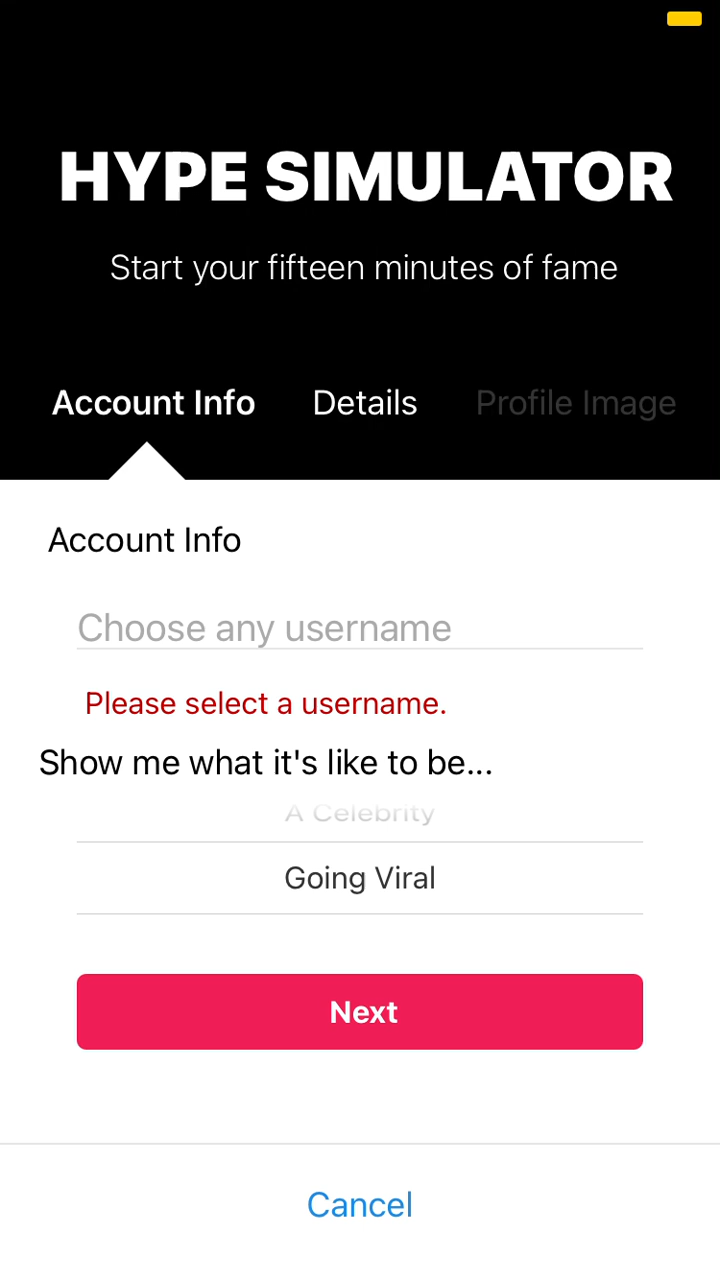 HYPE SIMULATOR
Start your fifteen minutes of fame
Account Info Details Profile Image
Account Info
Choose any username
Please select a username.
Show me what it's like to be...
A Celebrity
Going Viral
Next
Cancel